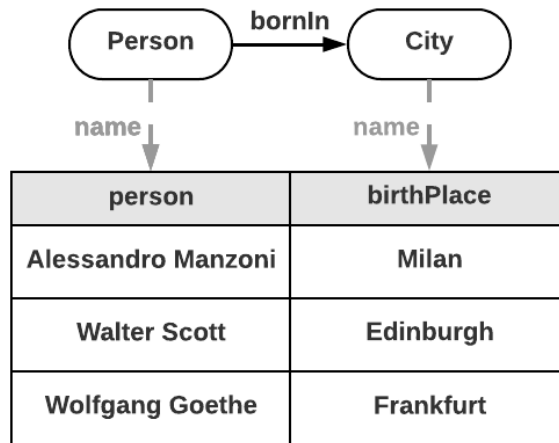 bornIn
Person City
name name
person birthPlace
Alessandro Manzoni Milan
Walter Scott Edinburgh
Wolfgang Goethe Frankfurt